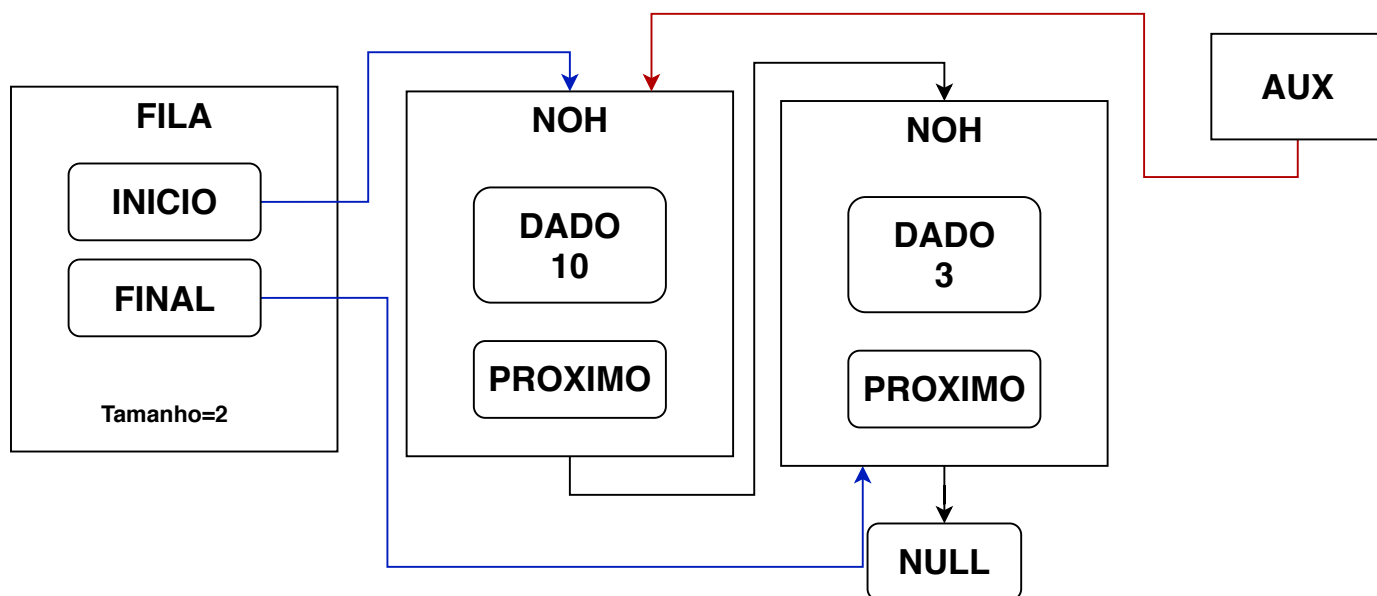 FILA
INICIO
FINAL
Tamanho=2
NOH
DADO
10
PROXIMO
NOH
DADO
3
PROXIMO
NULL
AUX